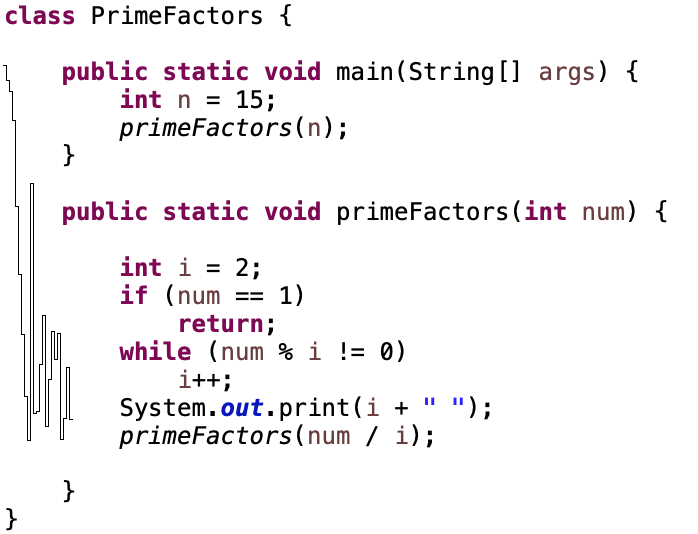 class PrimeFactors {
public static void main(String[] args) {
int n = 15;
primeFactors(n);
}
public static void primeFactors(int num) {
int i = 2;
if (num == 1)
return;
while (num % i != 0)
i++;
System.out.print(i + " ");
primeFactors(num / i);
}
}